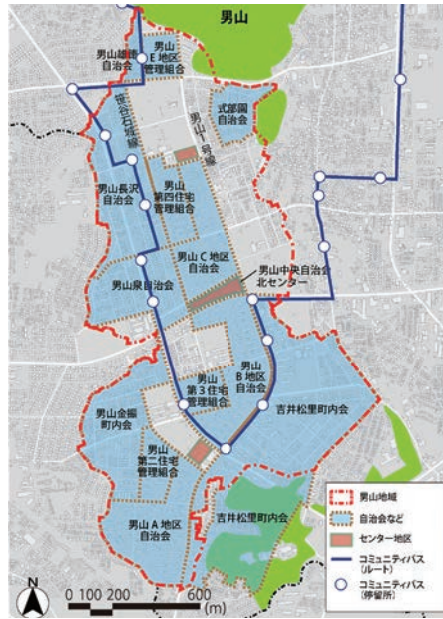 男山
男山
E 地区
管理組合
男山雄徳
自治会
笹谷石城線
男山1号線
式部園
自治会
男山長沢
自治会
男山
第四住宅
管理組合
男山 C 地区
自治会
男山中央自治会
北センター
男山泉自治会
男山
第3住宅
管理組合
男山
B 地区
自治会
男山金振
町内会
吉井松里町内会
男山
第二住宅
管理組合
男山 A 地区
自治会
吉井松里町内会
男山地域
自治会など
センター地区
コミュニティバス
(ルート)
コミュニティバス
(停留所)
N
0 100 200 600
(m)